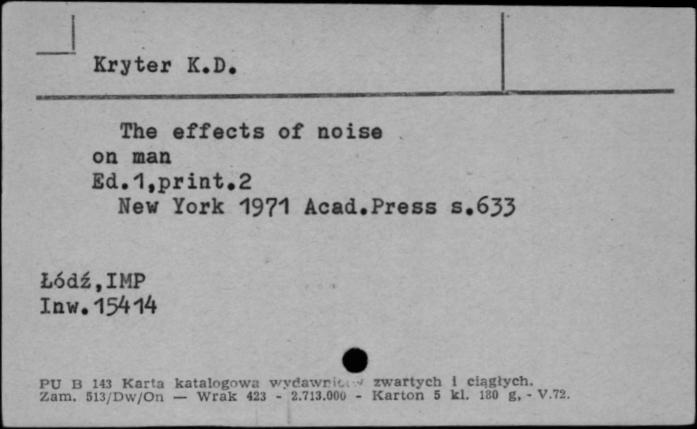 Kryter K.D.
The effects of noise
on man
Ed.1,print.2
New York 1971 Acad.Press s.633
Łódź,IMP
Inw.15414
PU B 143 Karta katalogowa wydawnictw zwartych i ciągłych.
Zam. 513/Dw/On — Wrak 423 - 2.713.000 - Karton 5 kl. 180 g, - V.72.